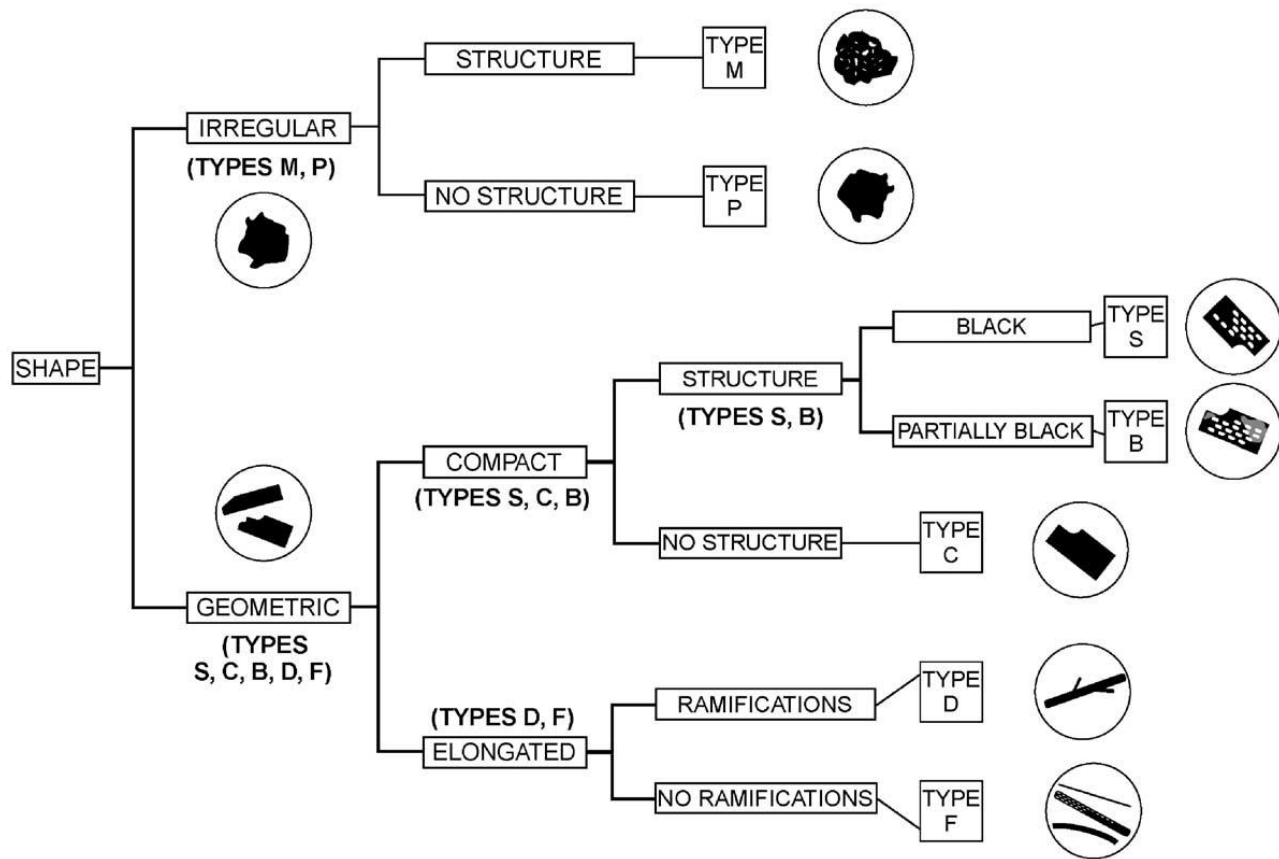 SHAPE
IRREGULAR
(TYPES M, P)
STRUCTURE
TYPE
M
NO STRUCTURE
TYPE
P
GEOMETRIC
(TYPES
S, C, B, D, F)
COMPACT
(TYPES S, C, B)
STRUCTURE
(TYPES S, B)
BLACK
TYPE
S
PARTIALLY BLACK
TYPE
B
NO STRUCTURE
TYPE
C
(TYPES D, F)
ELONGATED
RAMIFICATIONS
TYPE
D
NO RAMIFICATIONS
TYPE
F